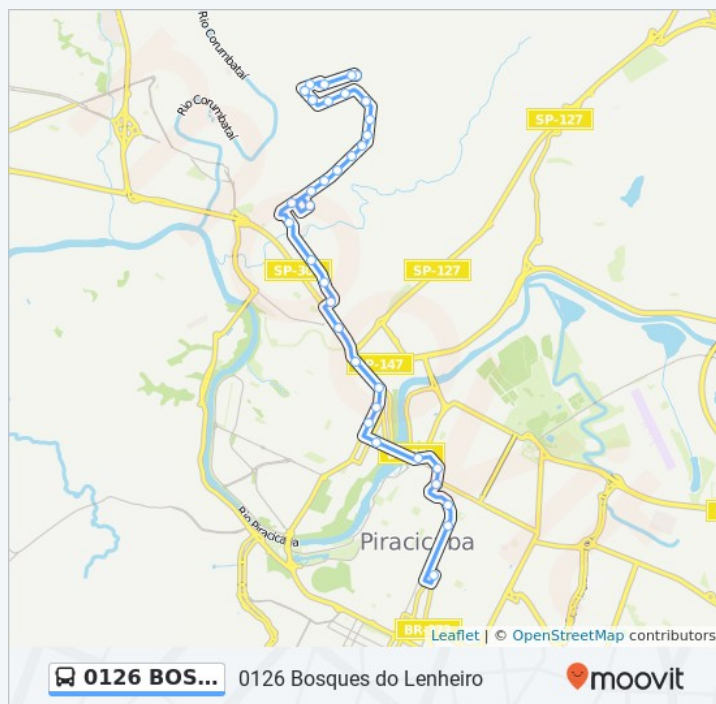 Rio Corumbataí
Rio Corumbataí
SP-127
SP-127
SP-147
Rio Piracicaba
Piracicaba
Leaflet | © OpenStreetMap contributors
0126 BOS...
0126 Bosques do Lenheiro
moovit